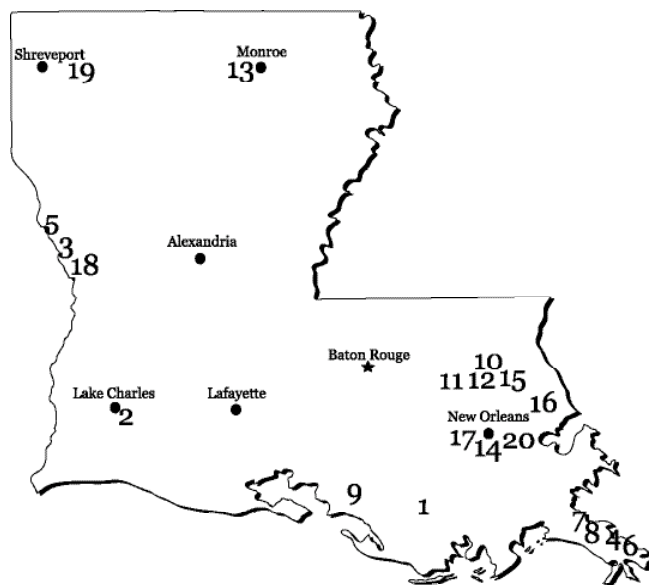 Shreveport
Monroe
19
13
5
3
18
Alexandria
Baton Rouge
10
11 12 15
Lake Charles
Lafayette
2
16
New Orleans
17 14 20
9
1
7 8 4 6